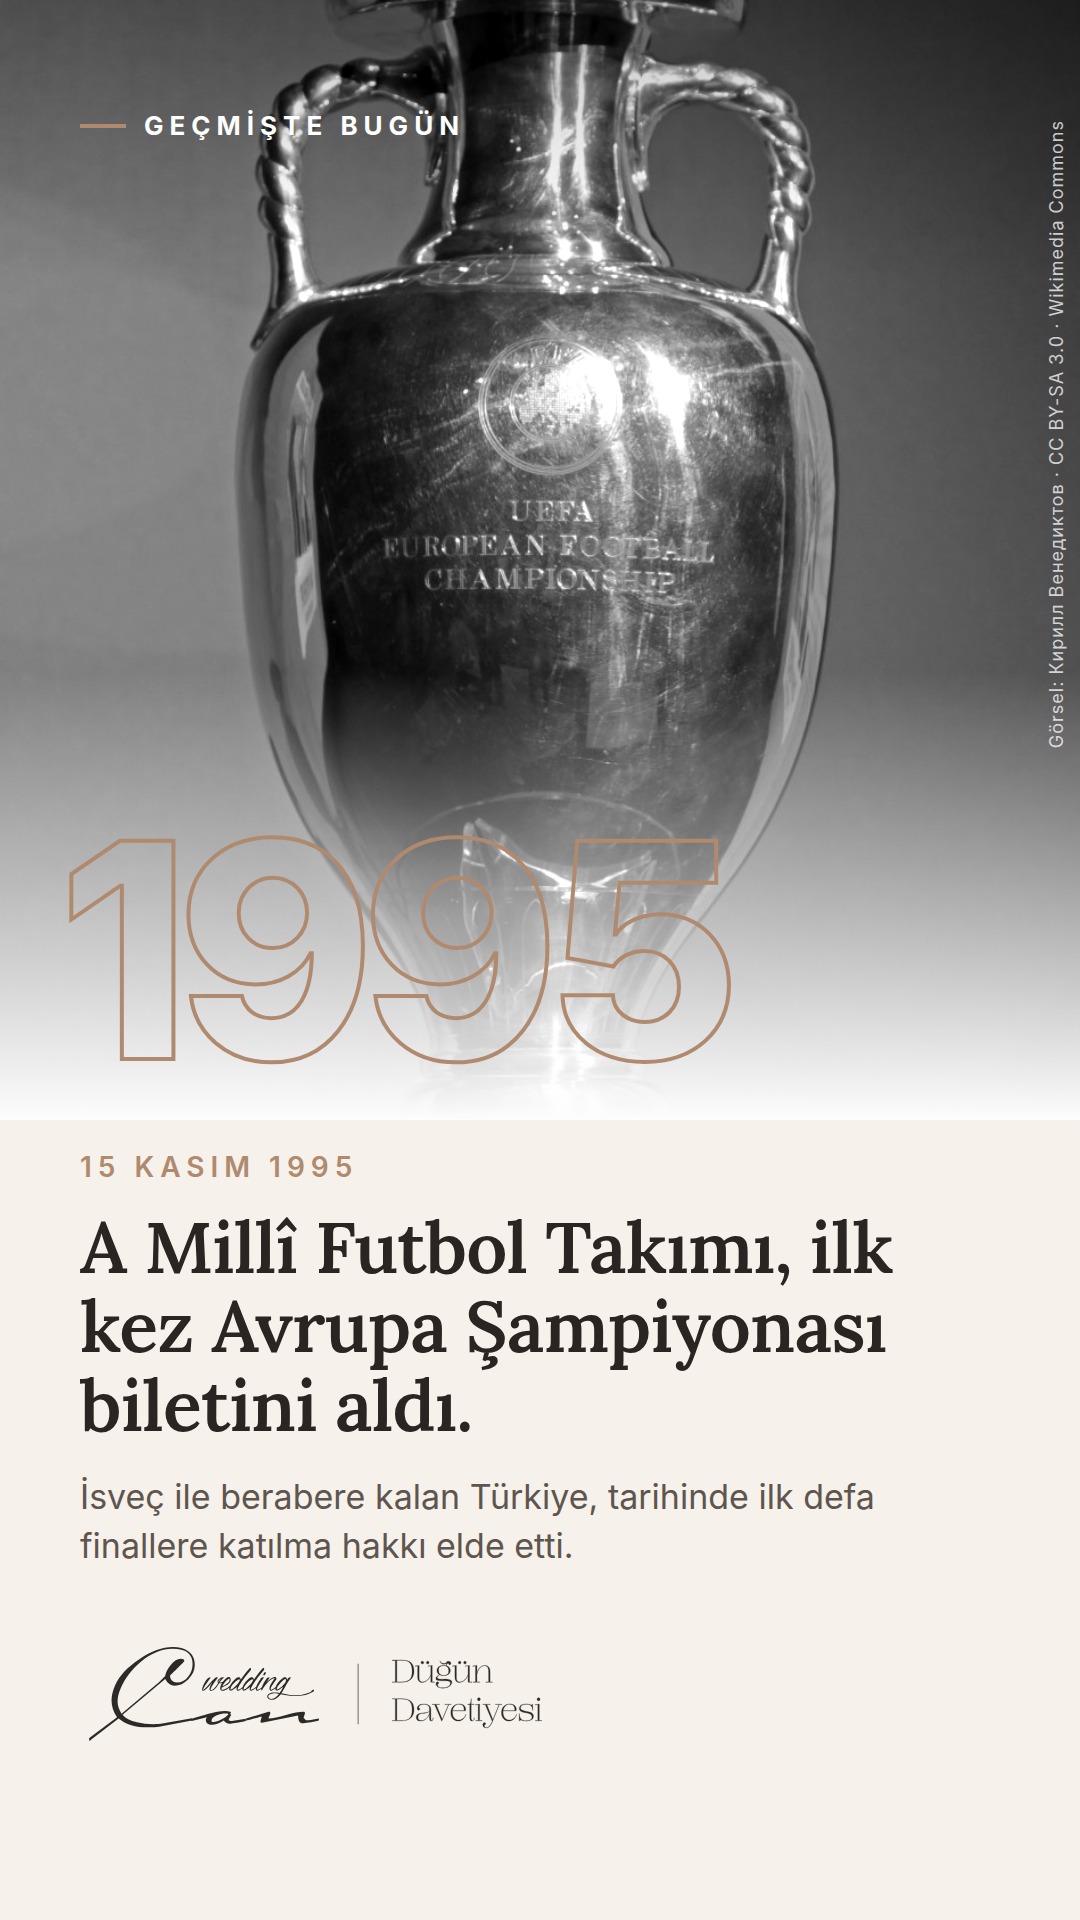 GEÇMİŞTE BUGÜN
Görsel: Кирилл Венедиктов · CC BY-SA 3.0 · Wikimedia Commons
UEFA
EUROPEAN FOOTBALL
CHAMPIONSHIP
1995
15 KASIM 1995
A Millî Futbol Takımı, ilk
kez Avrupa Şampiyonası
biletini aldı.
İsveç ile berabere kalan Türkiye, tarihinde ilk defa
finallere katılma hakkı elde etti.
wedding
Can
Düğün
Davetiyesi